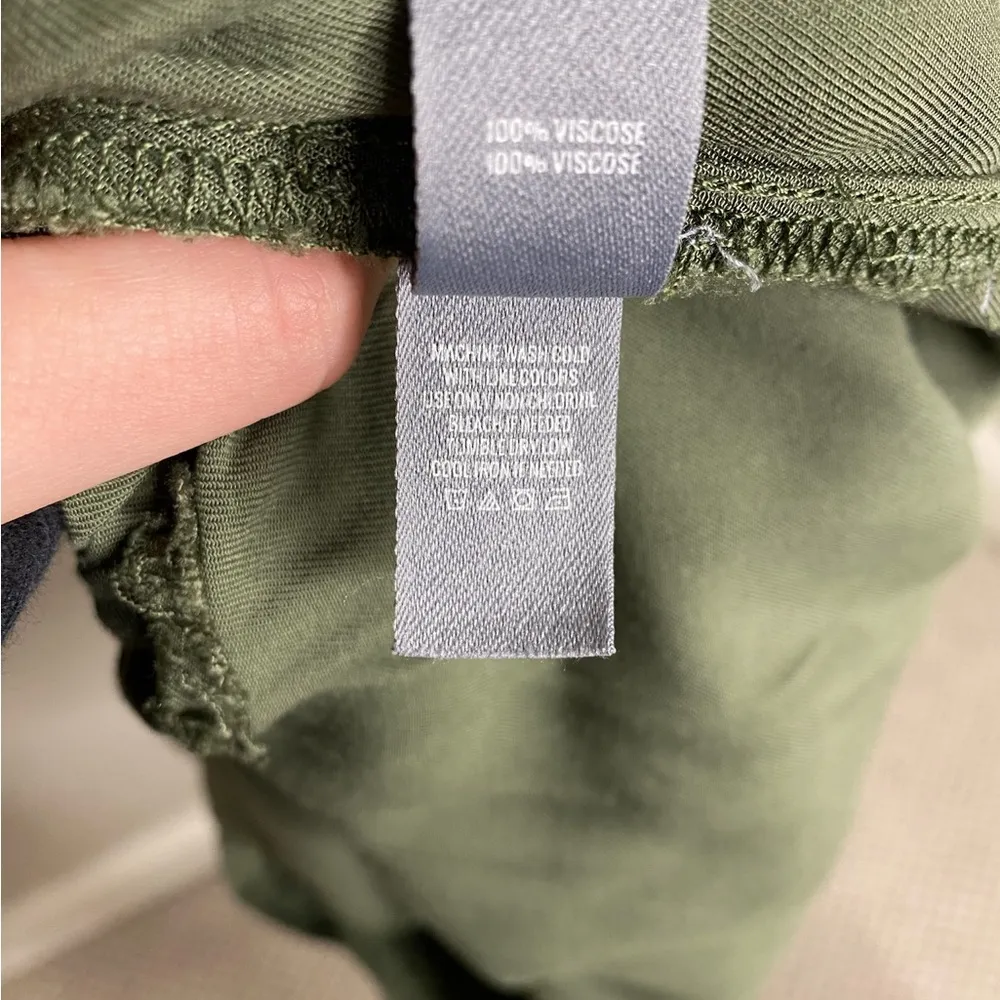 100% VISCOSE
100% VISCOSE
MACHINE WASH COLD
WITH LIKE COLORS
USE ONLY NON CHLORINE
BLEACH IF NEEDED
TUMBLE DRY LOW
COOL IRON IF NEEDED